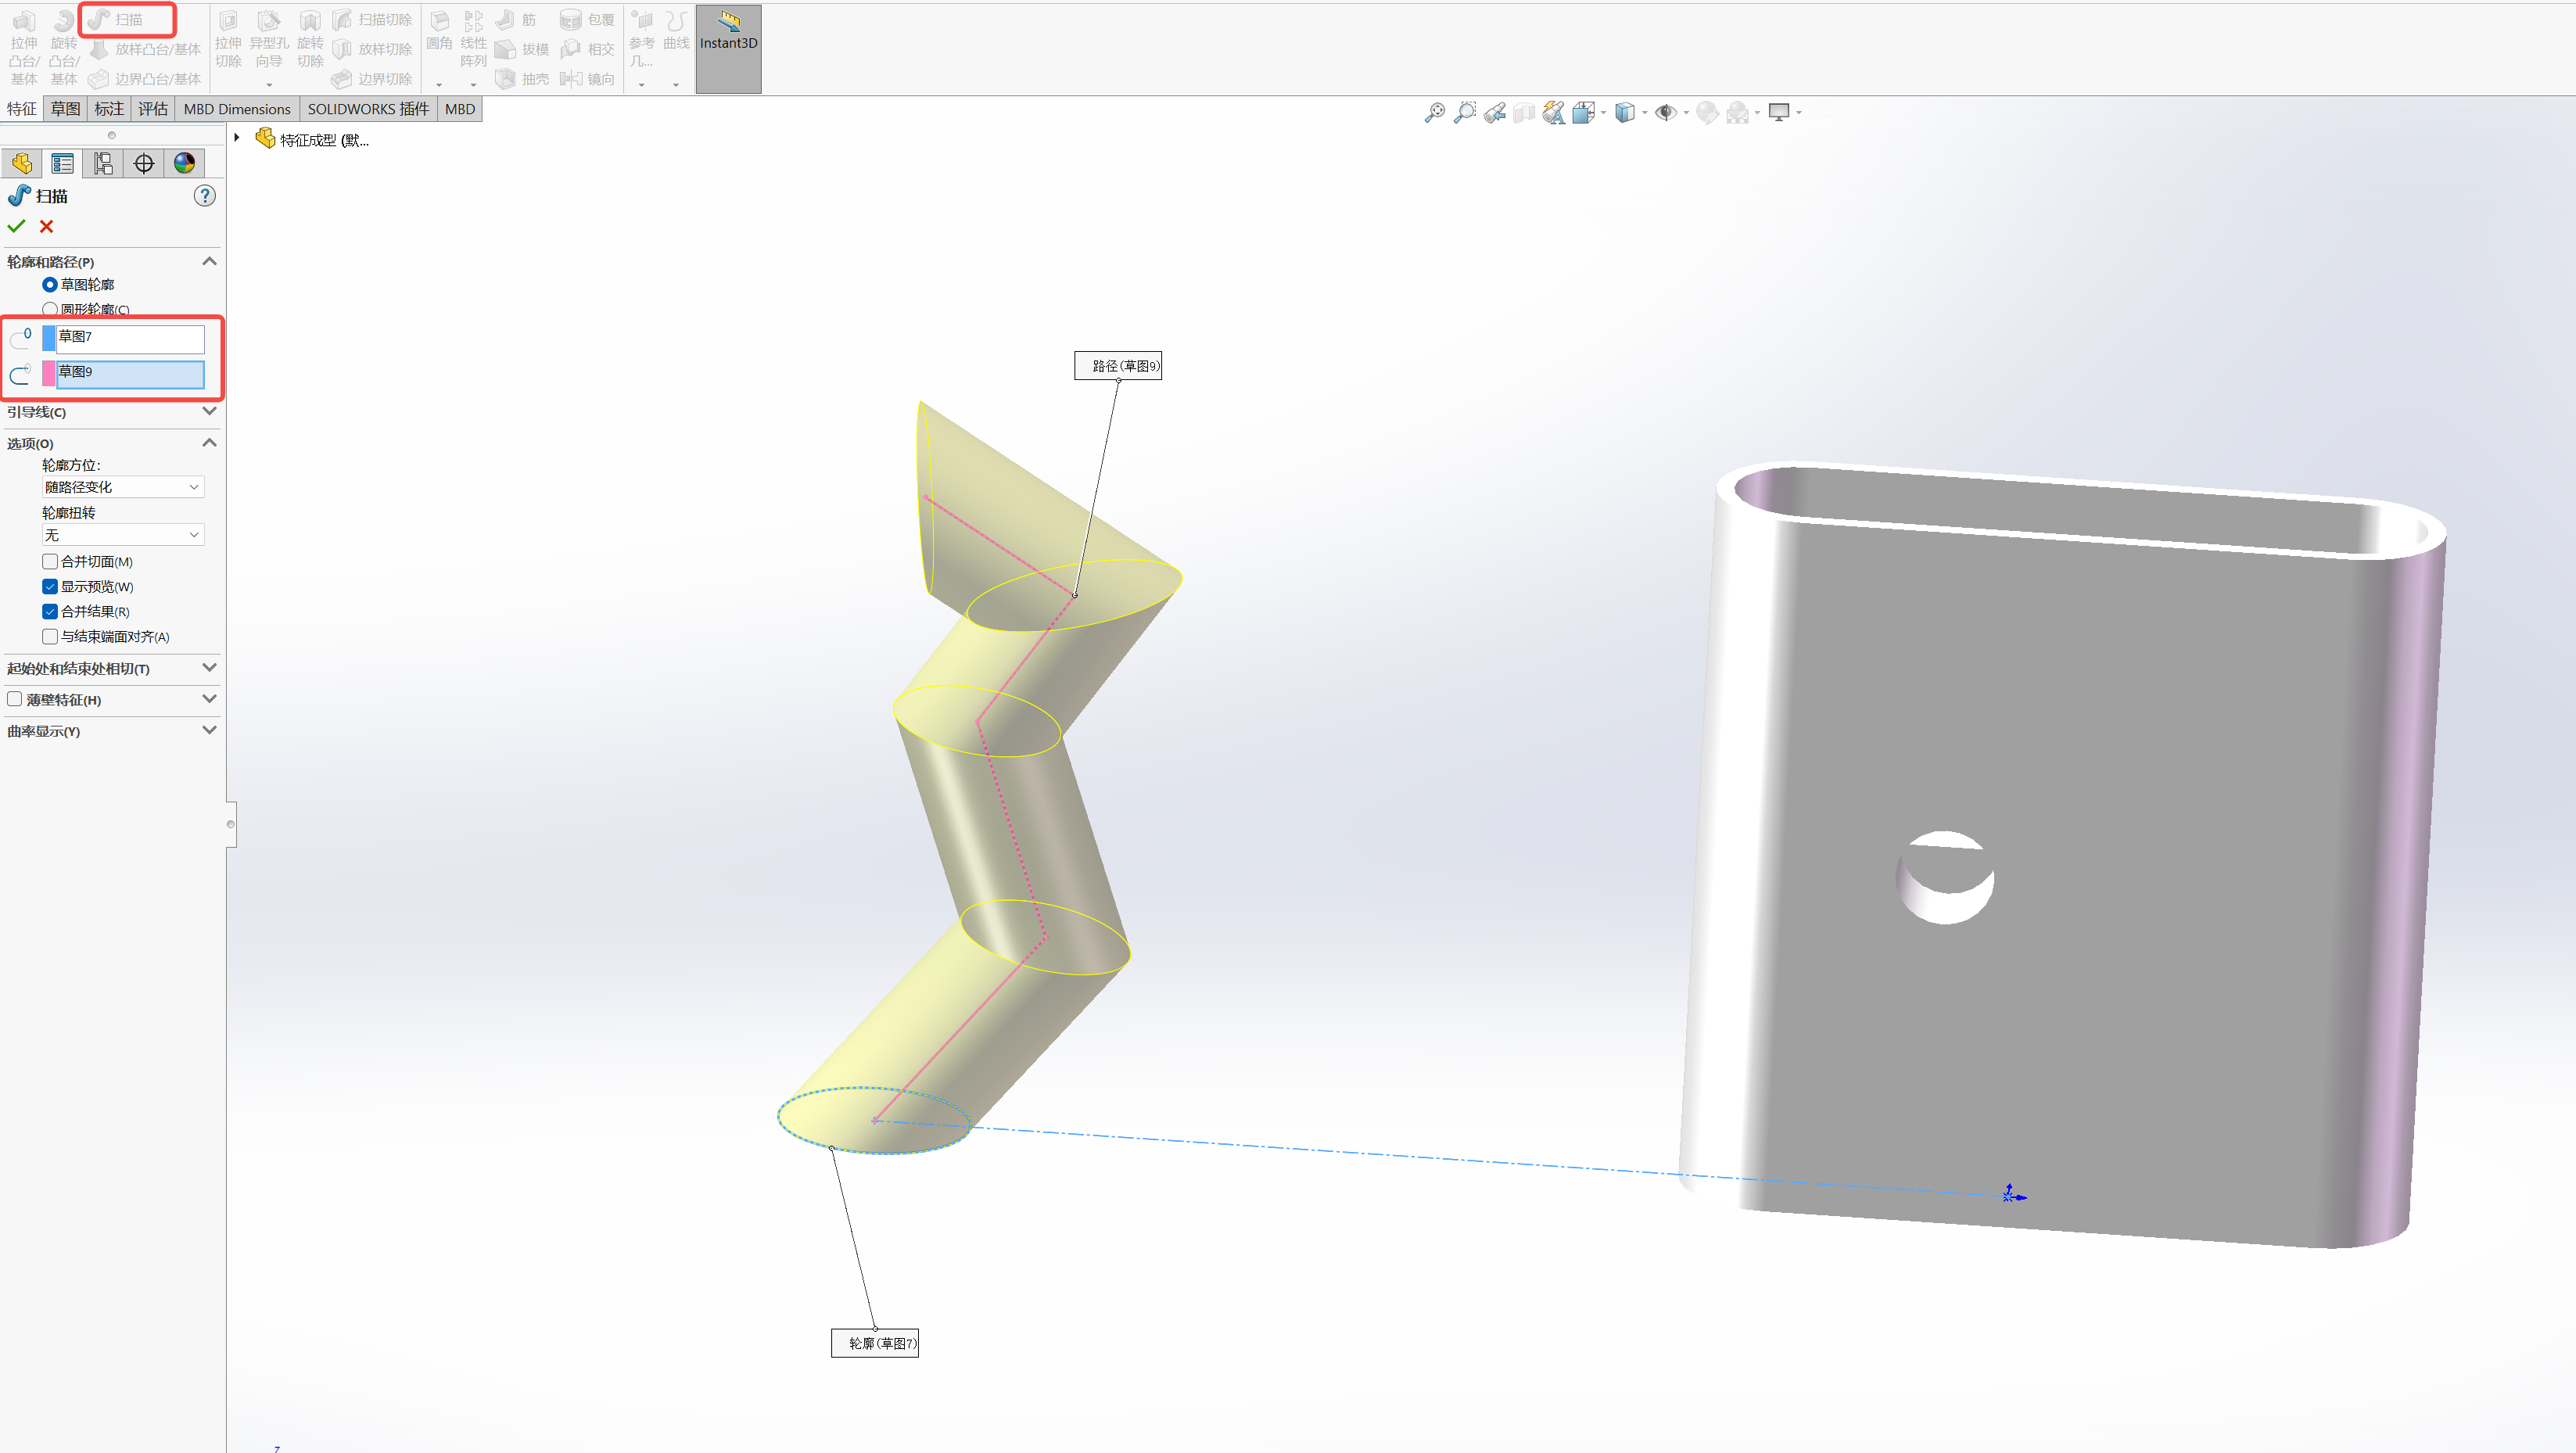 扫描
放样凸台/基体
边界凸台/基体
拉伸
凸台/
基体
旋转
凸台/
基体
拉伸
切除
异型孔
向导
旋转
切除
扫描切除
放样切除
边界切除
圆角
线性
阵列
筋
拔模
抽壳
包覆
相交
镜向
参考
几...
曲线
Instant3D
特征
草图
标注
评估
MBD Dimensions
SOLIDWORKS 插件
MBD
特征成型 (默...
扫描
轮廓和路径(P)
草图轮廓
圆形轮廓(C)
草图7
草图9
引导线(C)
选项(O)
轮廓方位:
随路径变化
轮廓扭转
无
合并切面(M)
显示预览(W)
合并结果(R)
与结束端面对齐(A)
起始处和结束处相切(T)
薄壁特征(H)
曲率显示(Y)
路径(草图9)
轮廓(草图7)
z